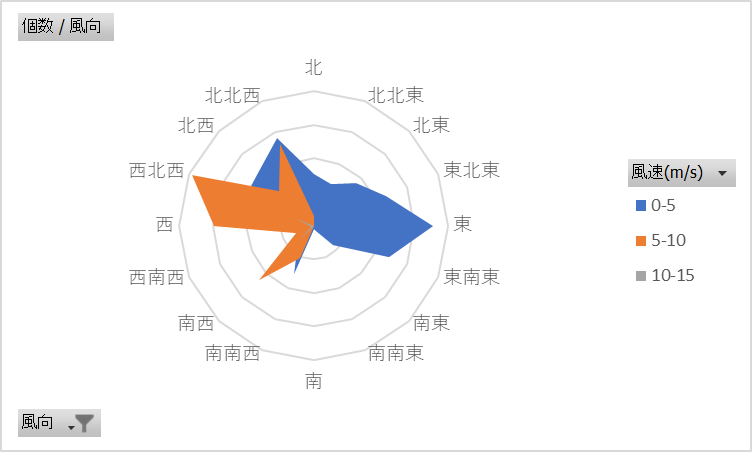 個数 / 風向
北
北北東
北東
東北東
東
東南東
南東
南南東
南
南南西
南西
西南西
西
西北西
北西
北北西
風速(m/s)
0-5
5-10
10-15
風向